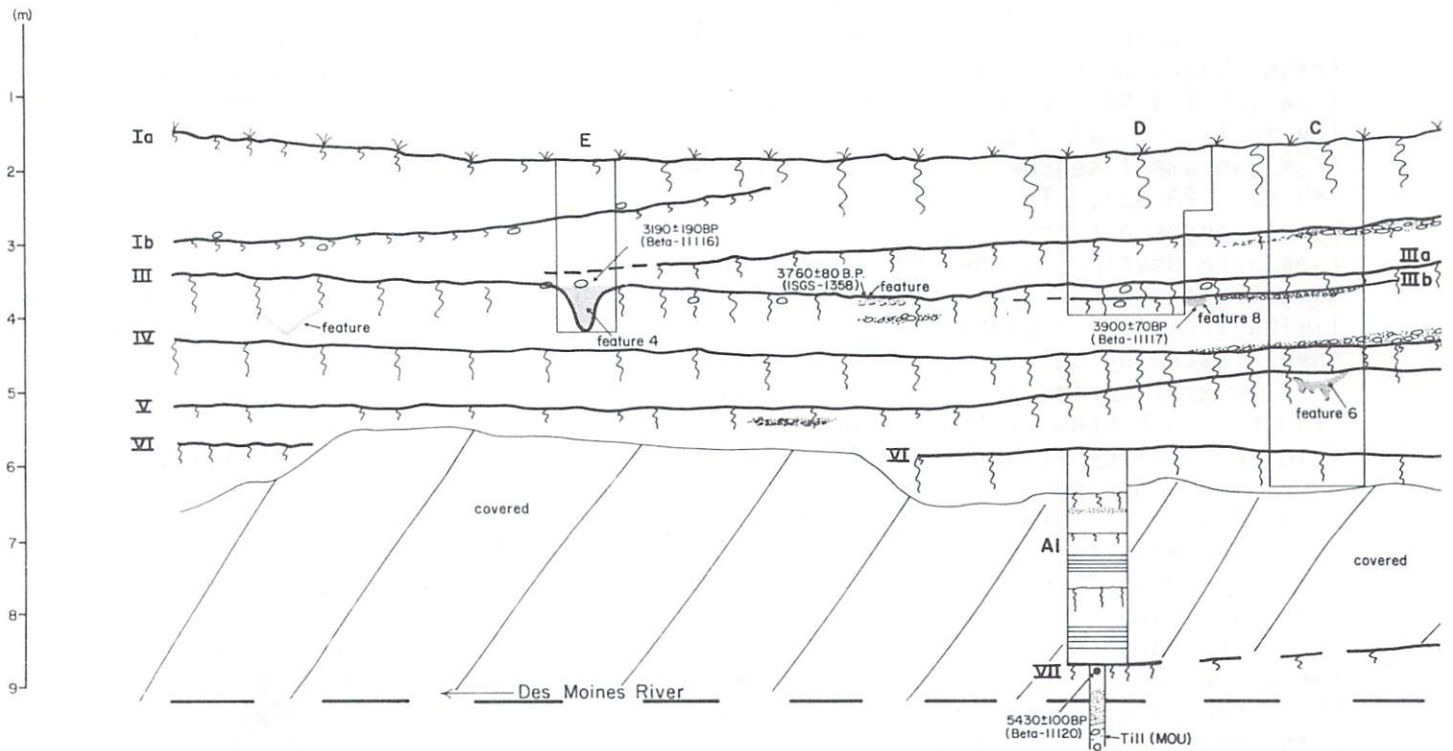 (m)
1
2
3
4
5
6
7
8
9
Ia
Ib
III
IV
V
VI
E
D
C
3190±190BP
(Beta-11116)
3760±80 B.P.
(ISGS-1358)
feature
IIIa
IIIb
feature
feature 4
3900±70BP
(Beta-11117)
feature 8
feature 6
VI
covered
A1
covered
VII
Des Moines River
5430±100BP
(Beta-11120)
Till (MOU)